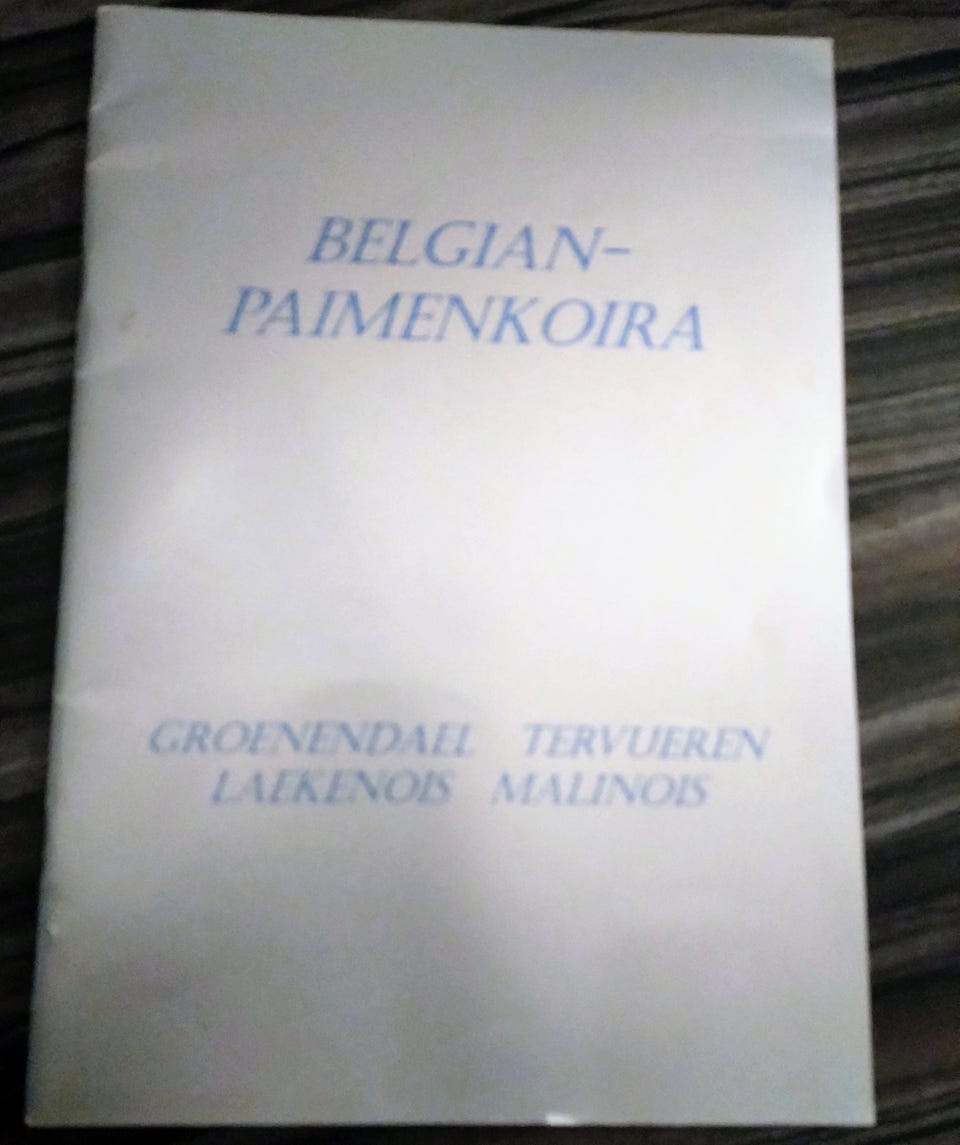 BELGIAN-
PAIMENKOIRA
GROENENDAEL TERVUEREN
LAEKENOIS MALINOIS